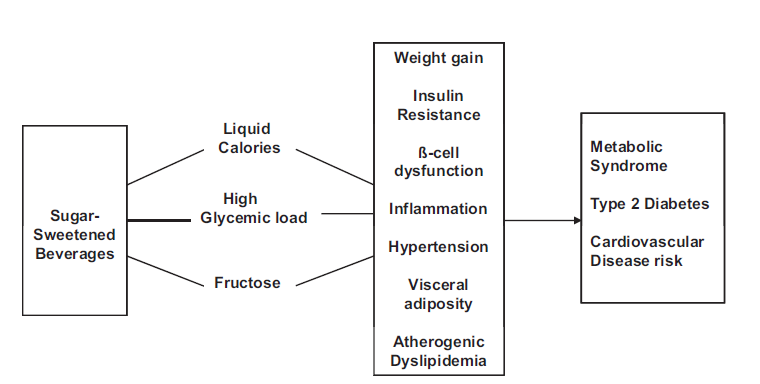 Sugar-
Sweetened
Beverages
Liquid
Calories
High
Glycemic load
Fructose
Weight gain
Insulin
Resistance
ß-cell
dysfunction
Inflammation
Hypertension
Visceral
adiposity
Atherogenic
Dyslipidemia
Metabolic
Syndrome
Type 2 Diabetes
Cardiovascular
Disease risk